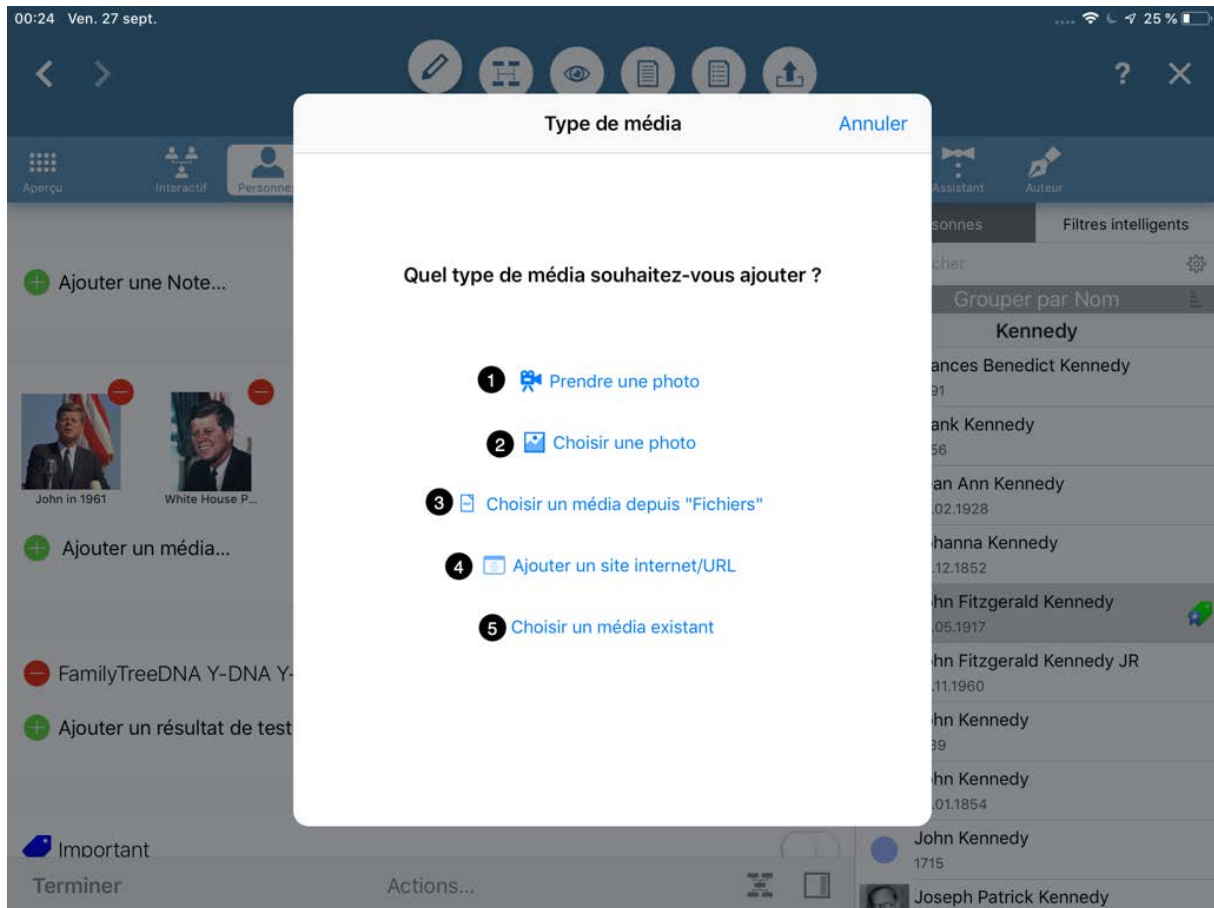 00:24 Ven. 27 sept.
25 %
?
Type de média
Annuler
Aperçu
Interactif
Personne
Assistant
Auteur
sonnes
Filtres intelligents
cher
Grouper par Nom
Kennedy
Ajouter une Note...
Quel type de média souhaitez-vous ajouter ?
1 Prendre une photo
2 Choisir une photo
3 Choisir un média depuis "Fichiers"
4 Ajouter un site internet/URL
5 Choisir un média existant
John in 1961
White House P...
Ajouter un média...
FamilyTreeDNA Y-DNA Y-
Ajouter un résultat de test
Important
Terminer
Actions...
ances Benedict Kennedy
91
ank Kennedy
56
an Ann Kennedy
.02.1928
hanna Kennedy
.12.1852
hn Fitzgerald Kennedy
.05.1917
hn Fitzgerald Kennedy JR
.11.1960
hn Kennedy
39
hn Kennedy
.01.1854
John Kennedy
1715
Joseph Patrick Kennedy